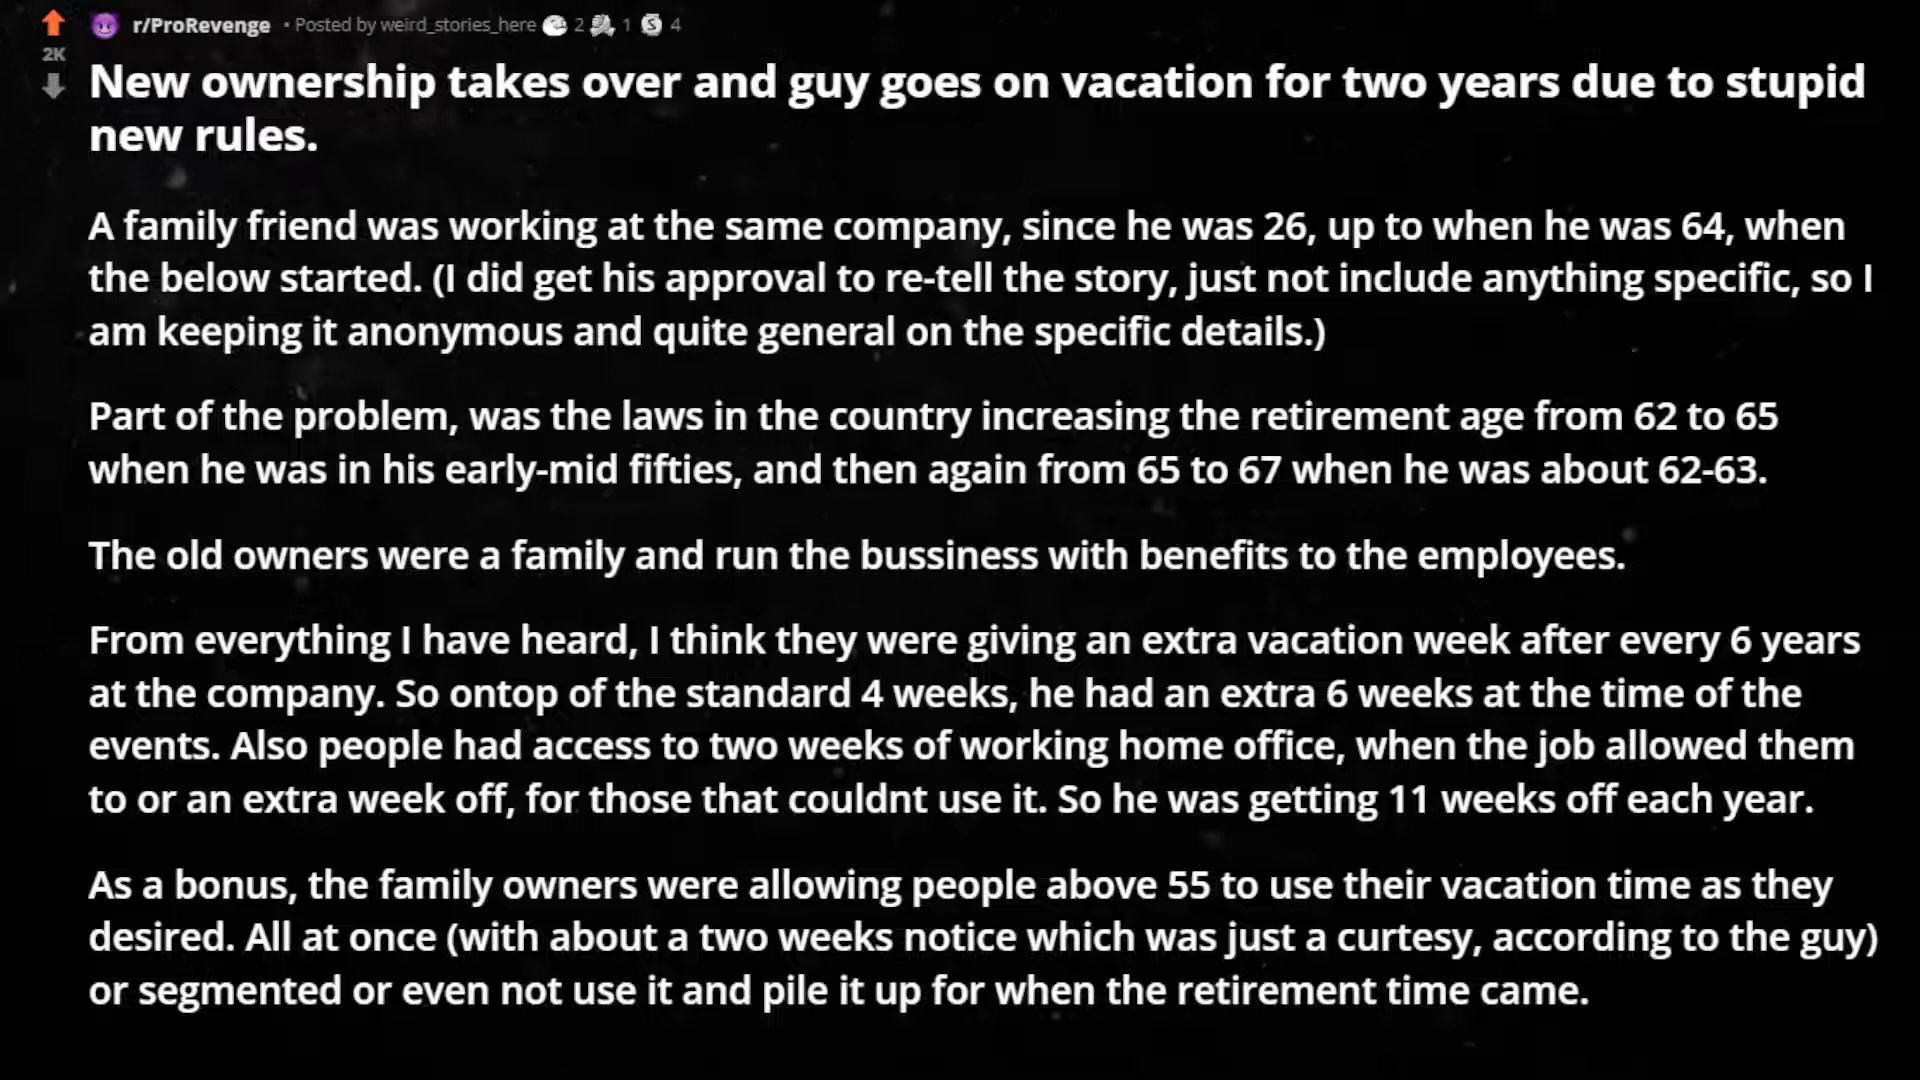 r/ProRevenge • Posted by weird_stories_here 2 1 4
2K
New ownership takes over and guy goes on vacation for two years due to stupid
new rules.
A family friend was working at the same company, since he was 26, up to when he was 64, when
the below started. (I did get his approval to re-tell the story, just not include anything specific, so I
am keeping it anonymous and quite general on the specific details.)
Part of the problem, was the laws in the country increasing the retirement age from 62 to 65
when he was in his early-mid fifties, and then again from 65 to 67 when he was about 62-63.
The old owners were a family and run the bussiness with benefits to the employees.
From everything I have heard, I think they were giving an extra vacation week after every 6 years
at the company. So ontop of the standard 4 weeks, he had an extra 6 weeks at the time of the
events. Also people had access to two weeks of working home office, when the job allowed them
to or an extra week off, for those that couldnt use it. So he was getting 11 weeks off each year.
As a bonus, the family owners were allowing people above 55 to use their vacation time as they
desired. All at once (with about a two weeks notice which was just a curtesy, according to the guy)
or segmented or even not use it and pile it up for when the retirement time came.